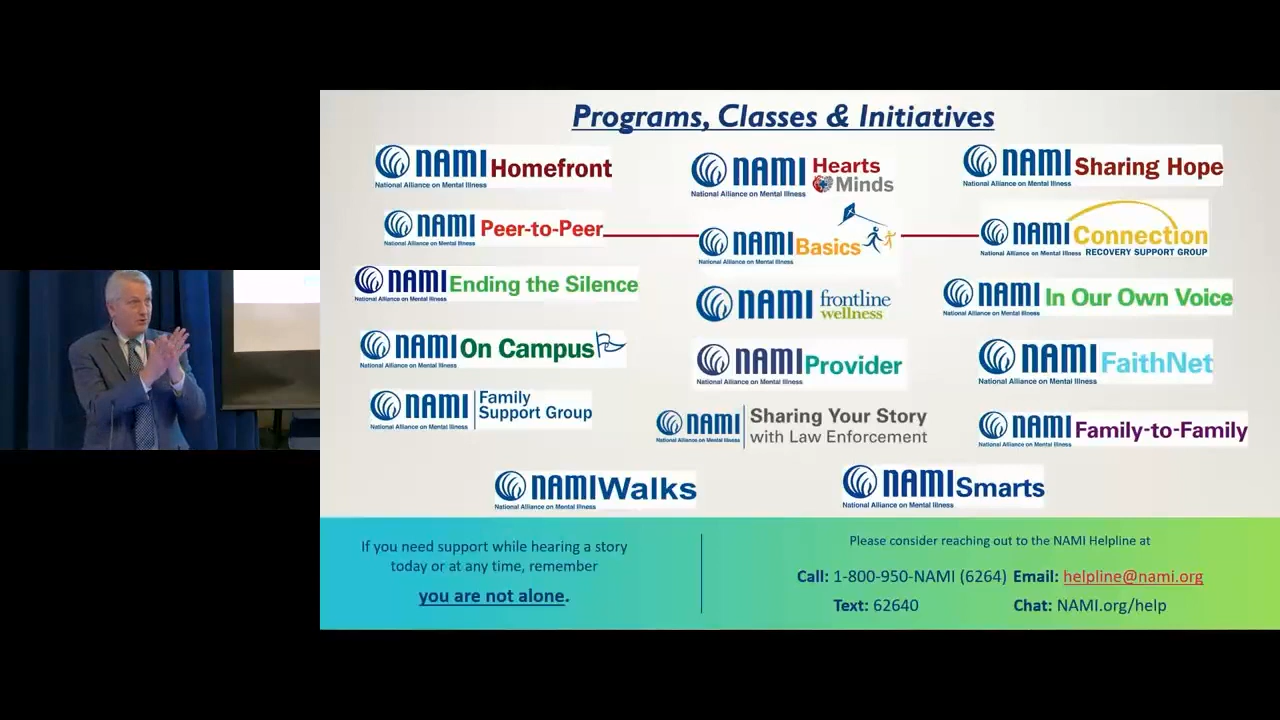 Programs, Classes & Initiatives
NAMI Homefront
National Alliance on Mental Illness
NAMI Hearts
Minds
National Alliance on Mental Illness
NAMI Sharing Hope
National Alliance on Mental Illness
NAMI Peer-to-Peer
National Alliance on Mental Illness
NAMI Basics
National Alliance on Mental Illness
NAMI Connection
National Alliance on Mental Illness RECOVERY SUPPORT GROUP
NAMI Ending the Silence
National Alliance on Mental Illness
NAMI frontline
wellness
NAMI In Our Own Voice
National Alliance on Mental Illness
NAMI On Campus
National Alliance on Mental Illness
NAMI Provider
National Alliance on Mental Illness
NAMI FaithNet
National Alliance on Mental Illness
NAMI Family
Support Group
National Alliance on Mental Illness
NAMI Sharing Your Story
with Law Enforcement
National Alliance on Mental Illness
NAMI Family-to-Family
National Alliance on Mental Illness
NAMIWalks
National Alliance on Mental Illness
NAMI Smarts
National Alliance on Mental Illness
If you need support while hearing a story
today or at any time, remember
you are not alone.
Please consider reaching out to the NAMI Helpline at
Call: 1-800-950-NAMI (6264) Email: helpline@nami.org
Text: 62640 Chat: NAMI.org/help